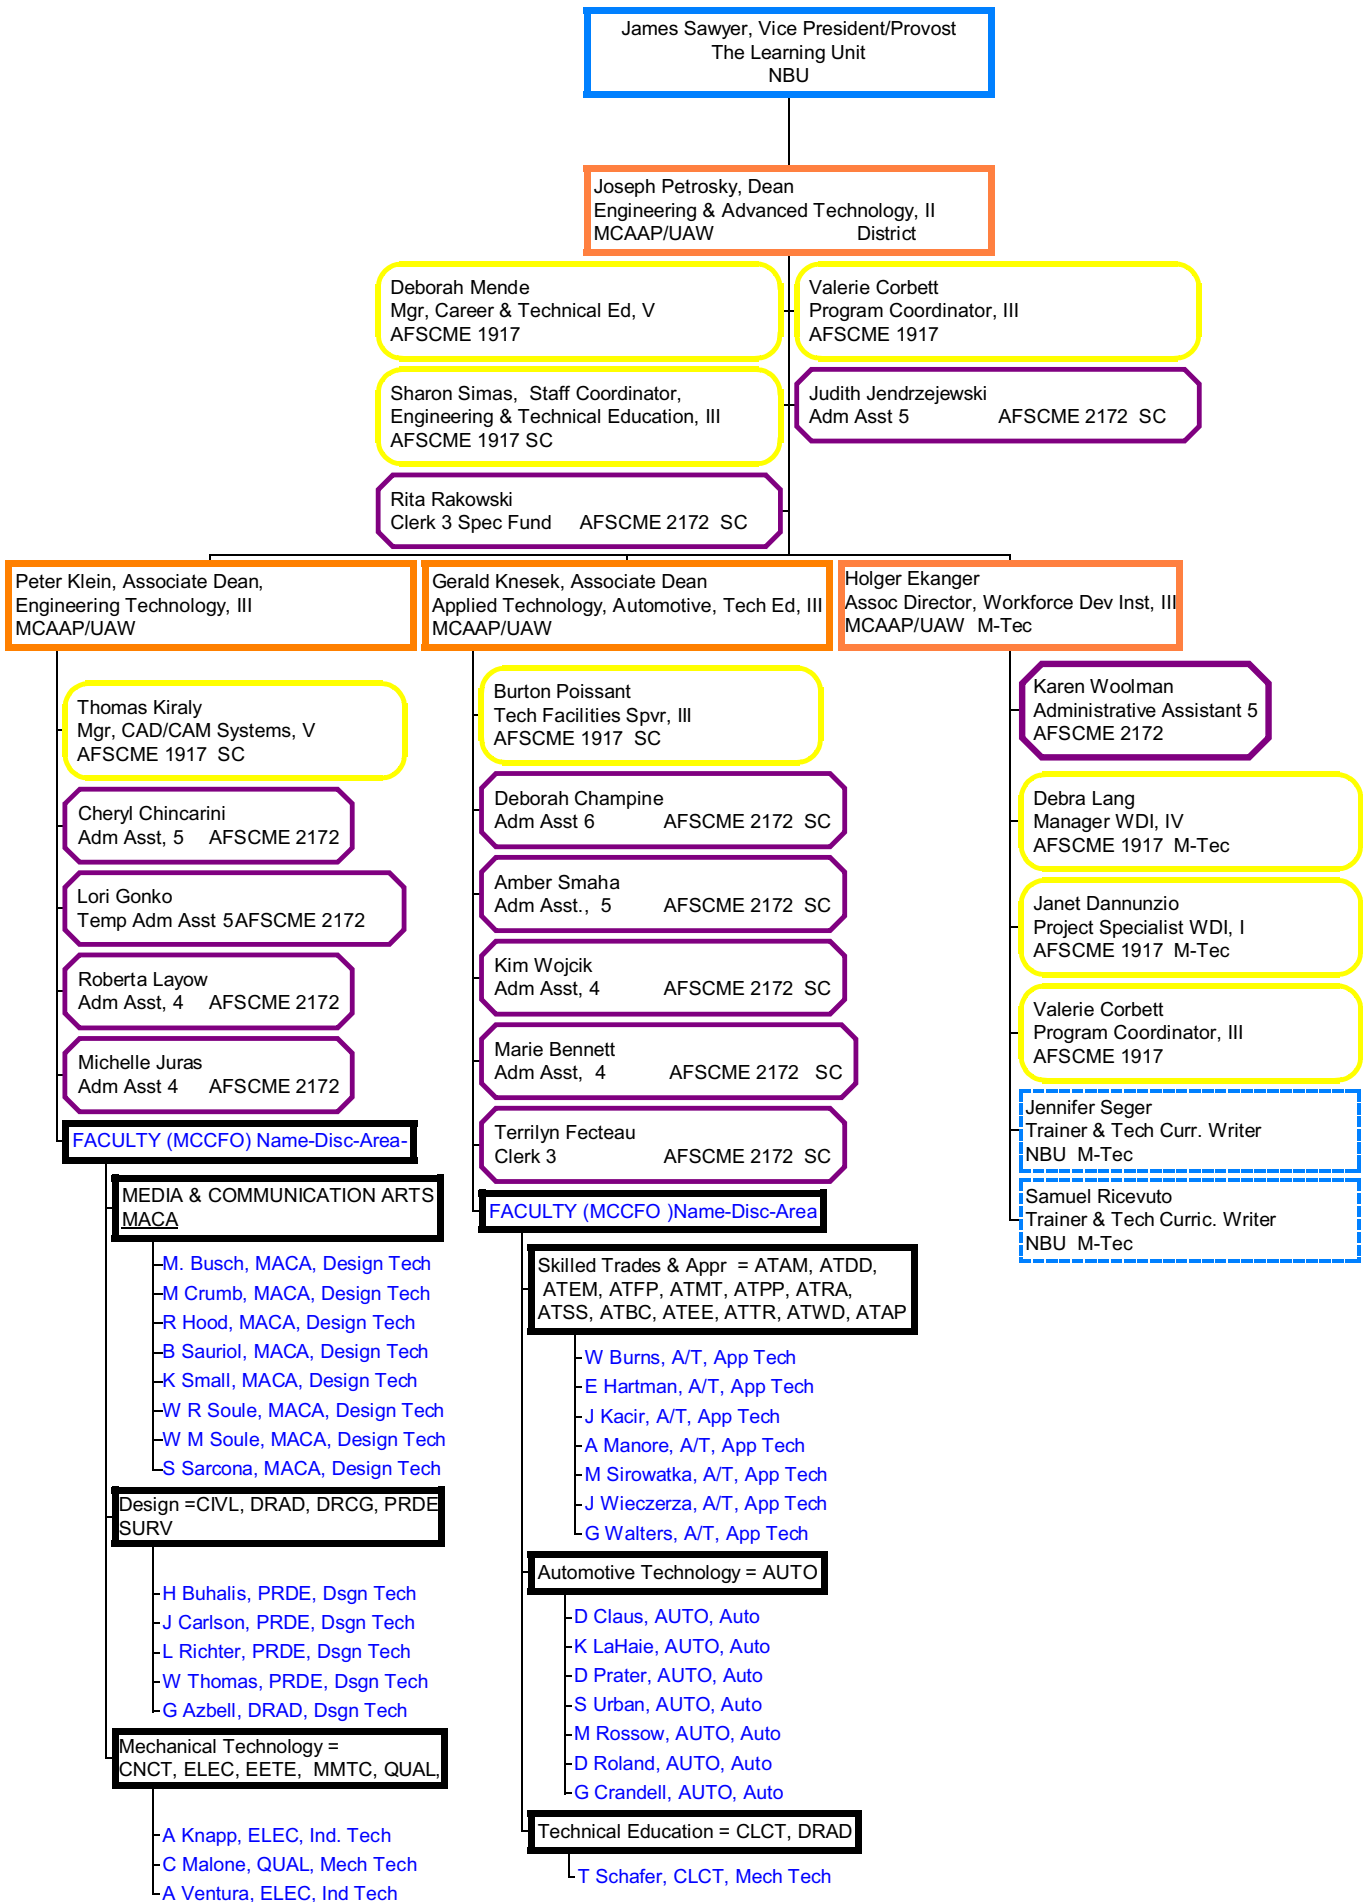 James Sawyer, Vice President/Provost
The Learning Unit
NBU
Joseph Petrosky, Dean
Engineering & Advanced Technology, II
MCAAP/UAW District
Deborah Mende
Mgr, Career & Technical Ed, V
AFSCME 1917
Valerie Corbett
Program Coordinator, III
AFSCME 1917
Sharon Simas, Staff Coordinator,
Engineering & Technical Education, III
AFSCME 1917 SC
Judith Jendrzejewski
Adm Asst 5 AFSCME 2172 SC
Rita Rakowski
Clerk 3 Spec Fund AFSCME 2172 SC
Peter Klein, Associate Dean,
Engineering Technology, III
MCAAP/UAW
Thomas Kiraly
Mgr, CAD/CAM Systems, V
AFSCME 1917 SC
Cheryl Chincarini
Adm Asst, 5 AFSCME 2172
Lori Gonko
Temp Adm Asst 5AFSCME 2172
Roberta Layow
Adm Asst, 4 AFSCME 2172
Michelle Juras
Adm Asst 4 AFSCME 2172
FACULTY (MCCFO) Name-Disc-Area-
MEDIA & COMMUNICATION ARTS
MACA
M. Busch, MACA, Design Tech
M Crumb, MACA, Design Tech
R Hood, MACA, Design Tech
B Sauriol, MACA, Design Tech
K Small, MACA, Design Tech
W R Soule, MACA, Design Tech
W M Soule, MACA, Design Tech
S Sarcona, MACA, Design Tech
Design =CIVL, DRAD, DRCG, PRDE
SURV
H Buhalis, PRDE, Dsgn Tech
J Carlson, PRDE, Dsgn Tech
L Richter, PRDE, Dsgn Tech
W Thomas, PRDE, Dsgn Tech
G Azbell, DRAD, Dsgn Tech
Mechanical Technology =
CNCT, ELEC, EETE, MMTC, QUAL,
A Knapp, ELEC, Ind. Tech
C Malone, QUAL, Mech Tech
A Ventura, ELEC, Ind Tech
Gerald Knesek, Associate Dean
Applied Technology, Automotive, Tech Ed, III
MCAAP/UAW
Burton Poissant
Tech Facilities Spvr, III
AFSCME 1917 SC
Deborah Champine
Adm Asst 6 AFSCME 2172 SC
Amber Smaha
Adm Asst., 5 AFSCME 2172 SC
Kim Wojcik
Adm Asst, 4 AFSCME 2172 SC
Marie Bennett
Adm Asst, 4 AFSCME 2172 SC
Terrilyn Fecteau
Clerk 3 AFSCME 2172 SC
FACULTY (MCCFO )Name-Disc-Area
Skilled Trades & Appr = ATAM, ATDD,
ATEM, ATFP, ATMT, ATPP, ATRA,
ATSS, ATBC, ATEE, ATTR, ATWD, ATAP
W Burns, A/T, App Tech
E Hartman, A/T, App Tech
J Kacir, A/T, App Tech
A Manore, A/T, App Tech
M Sirowatka, A/T, App Tech
J Wieczerza, A/T, App Tech
G Walters, A/T, App Tech
Automotive Technology = AUTO
D Claus, AUTO, Auto
K LaHaie, AUTO, Auto
D Prater, AUTO, Auto
S Urban, AUTO, Auto
M Rossow, AUTO, Auto
D Roland, AUTO, Auto
G Crandell, AUTO, Auto
Technical Education = CLCT, DRAD
T Schafer, CLCT, Mech Tech
Holger Ekanger
Assoc Director, Workforce Dev Inst, III
MCAAP/UAW M-Tec
Karen Woolman
Administrative Assistant 5
AFSCME 2172
Debra Lang
Manager WDI, IV
AFSCME 1917 M-Tec
Janet Dannunzio
Project Specialist WDI, I
AFSCME 1917 M-Tec
Valerie Corbett
Program Coordinator, III
AFSCME 1917
Jennifer Seger
Trainer & Tech Curr. Writer
NBU M-Tec
Samuel Ricevuto
Trainer & Tech Curric. Writer
NBU M-Tec